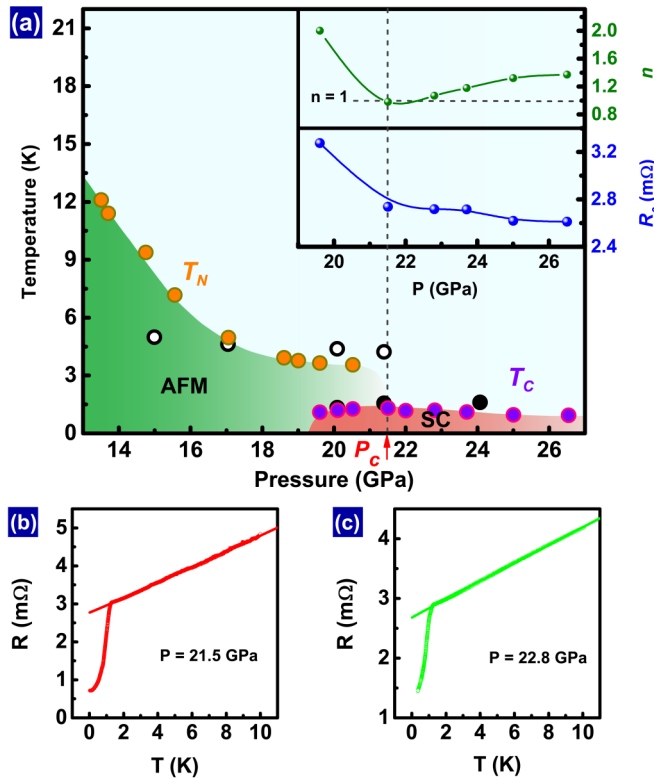 (a)
21
18
15
12
9
6
3
0
Temperature (K)
14
16
18
20
22
24
26
Pressure (GPa)
T_N
AFM
T_C
SC
P_c
n = 1
2.0
1.6
1.2
0.8
n
3.2
2.8
2.4
(mΩ)
20
22
24
26
P (GPa)
(b)
5
4
3
2
1
0
R (mΩ)
P = 21.5 GPa
0 2 4 6 8 10
T (K)
(c)
4
3
2
1
R (mΩ)
P = 22.8 GPa
0 2 4 6 8 10
T (K)